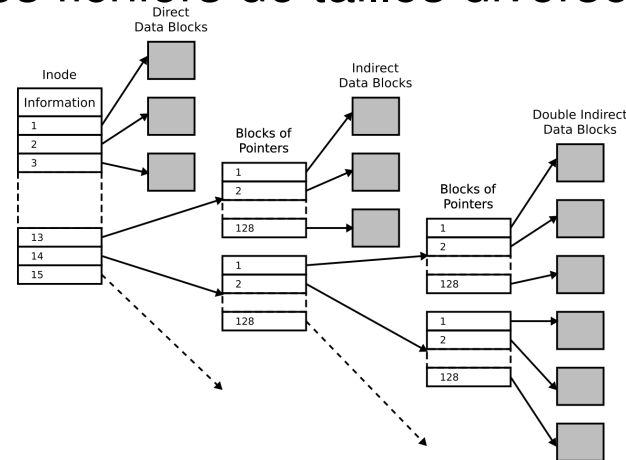 Direct
Data Blocks
Inode
Information
1
2
3
13
14
15
Blocks of
Pointers
1
2
128
1
2
128
Indirect
Data Blocks
Blocks of
Pointers
1
2
128
1
2
128
Double Indirect
Data Blocks